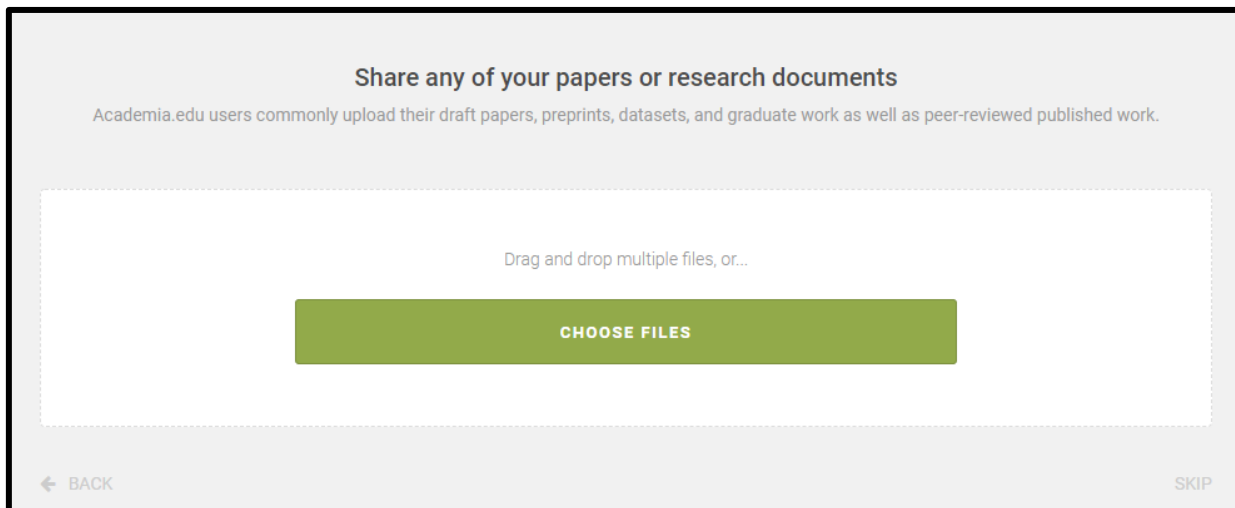 Share any of your papers or research documents
Academia.edu users commonly upload their draft papers, preprints, datasets, and graduate work as well as peer-reviewed published work.
Drag and drop multiple files, or...
CHOOSE FILES
BACK
SKIP